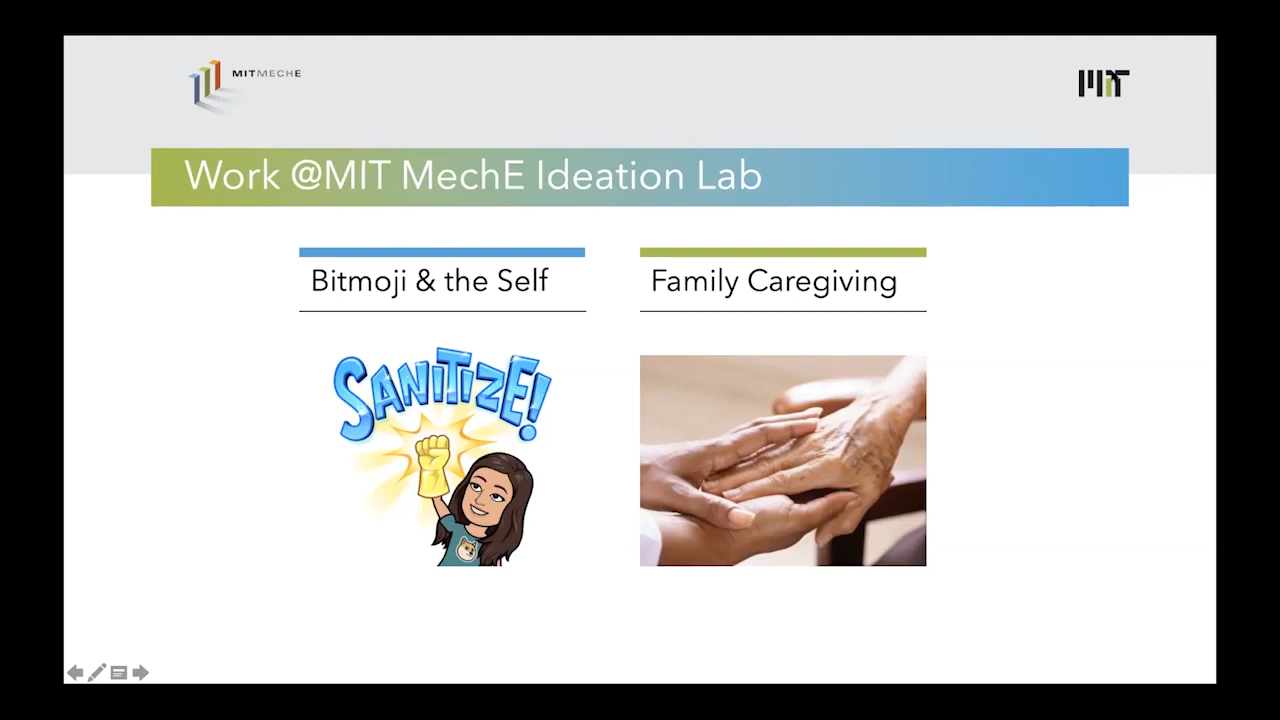 MITMECHE
MIT
Work @MIT MechE Ideation Lab
Bitmoji & the Self
Family Caregiving
SANITIZE!